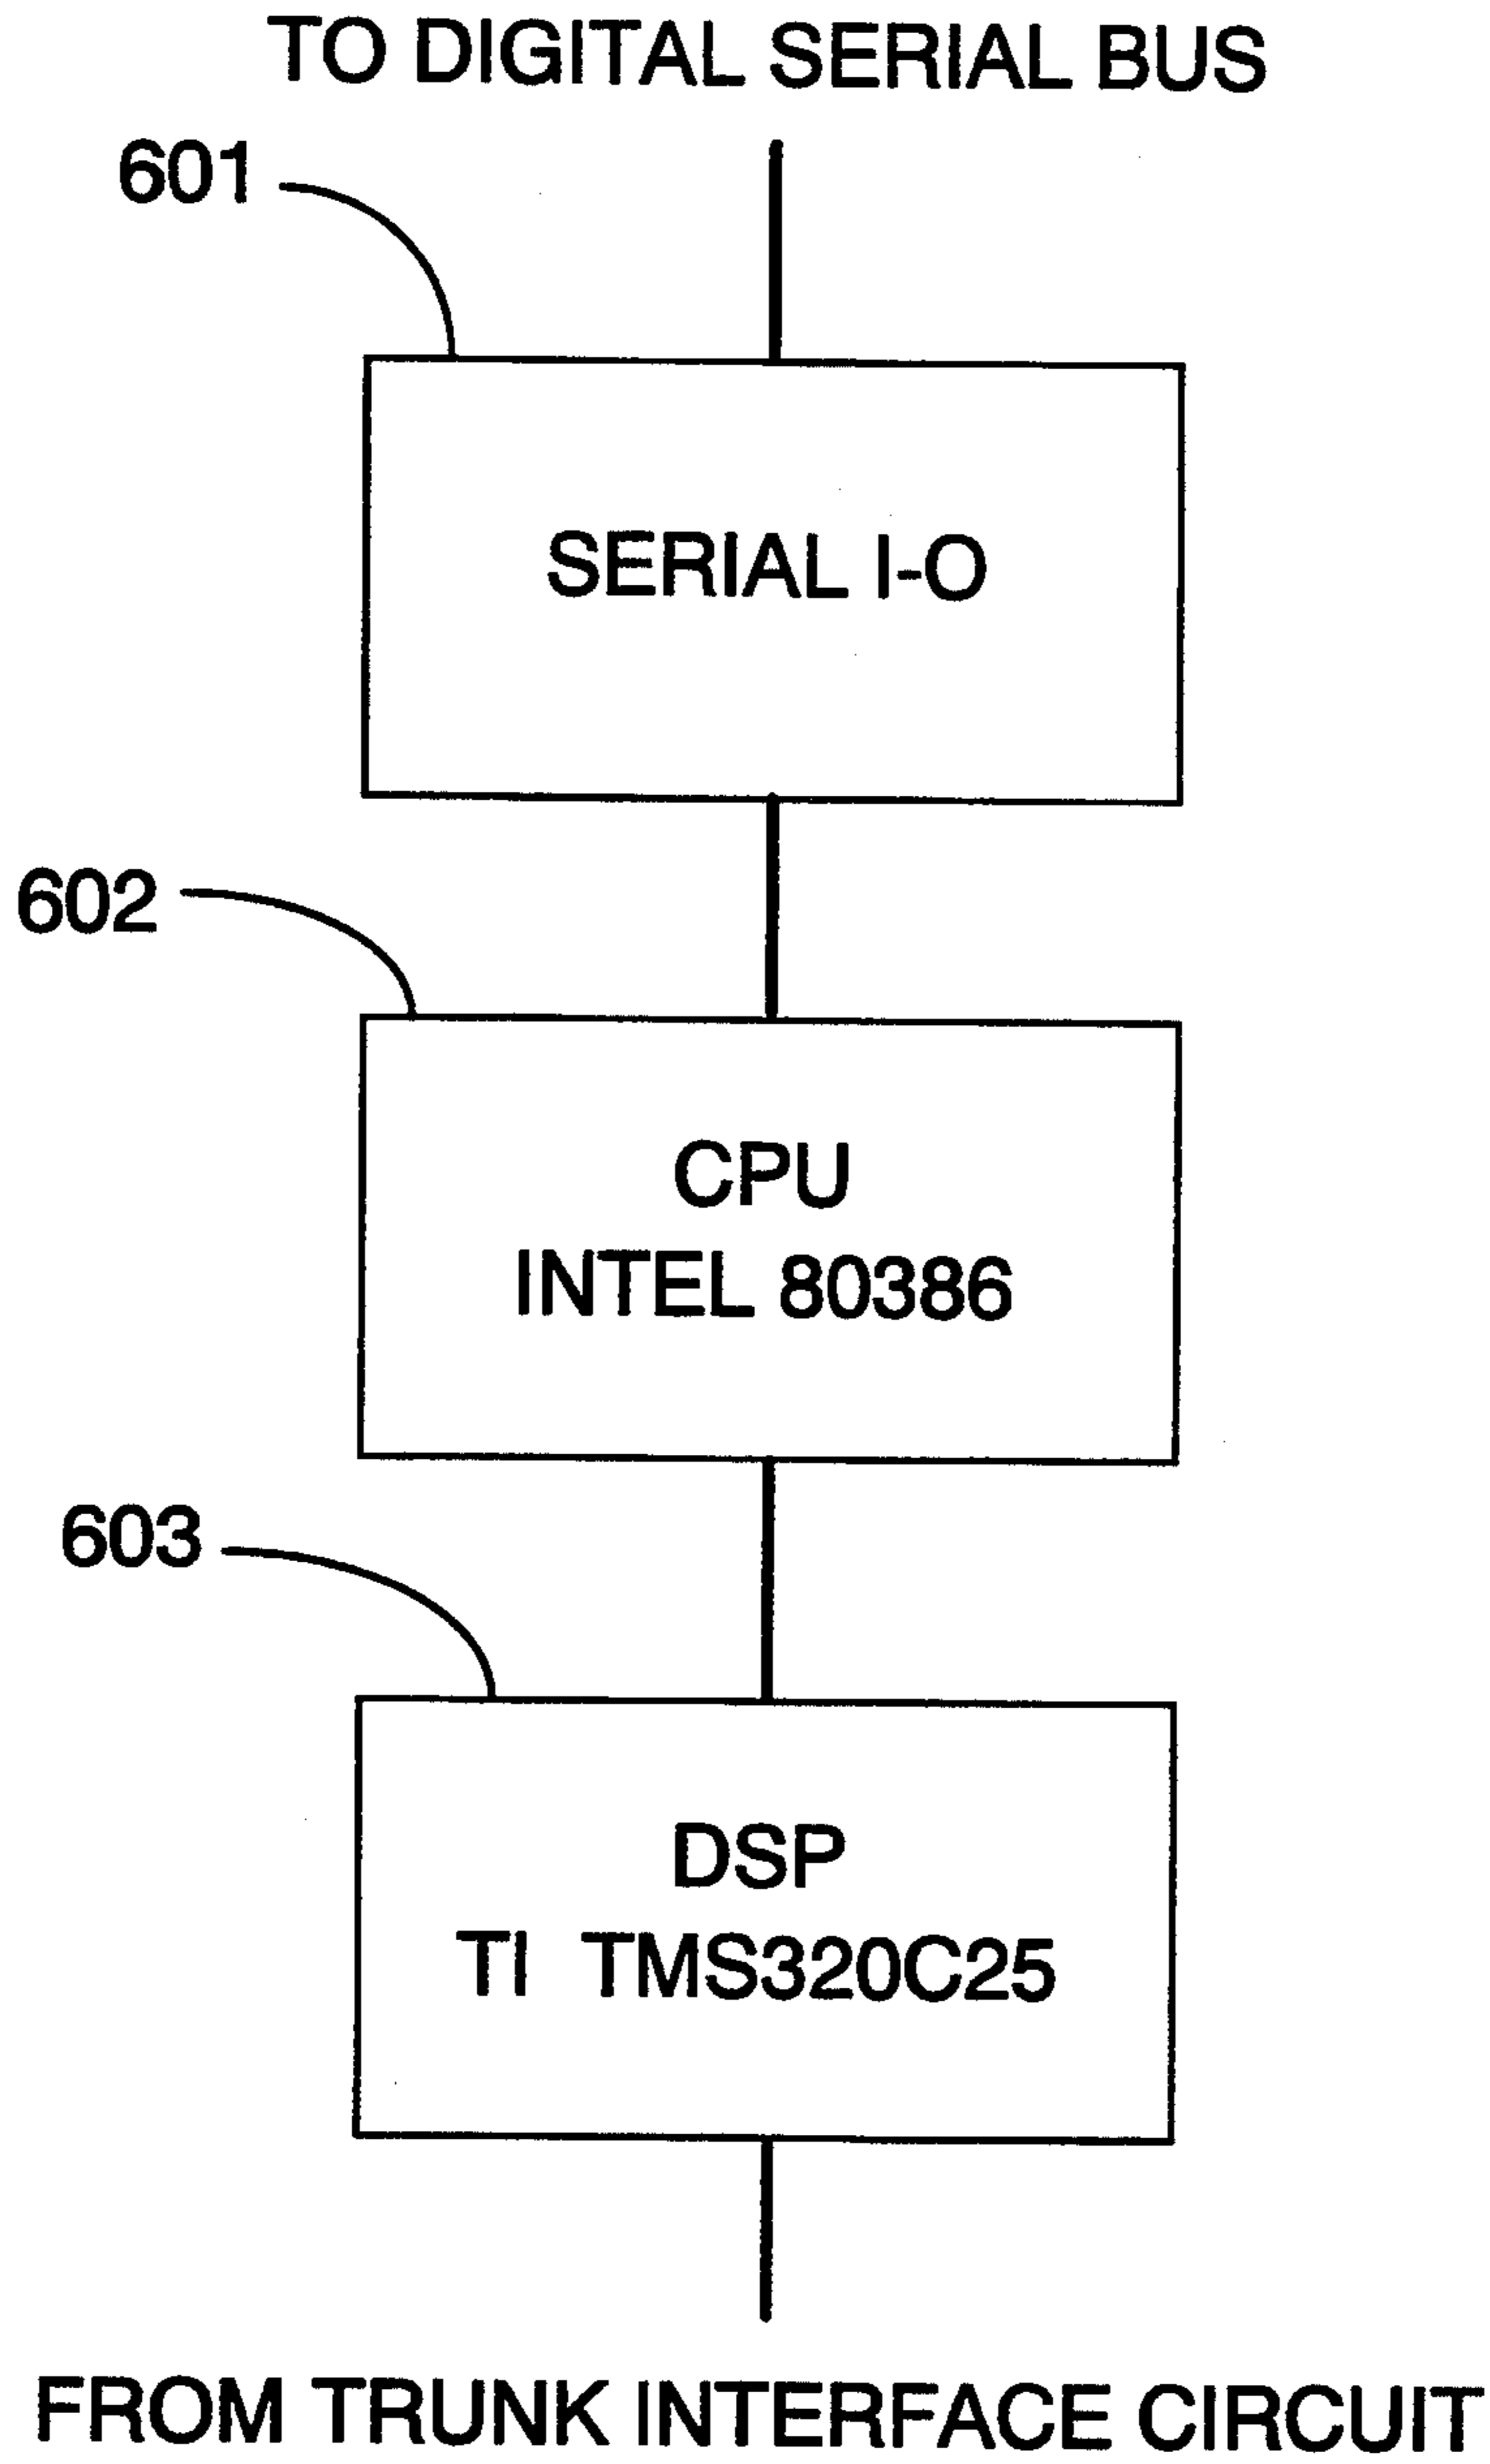 TO DIGITAL SERIAL BUS
601
SERIAL I-O
602
CPU
INTEL 80386
603
DSP
TI TMS320C25
FROM TRUNK INTERFACE CIRCUIT